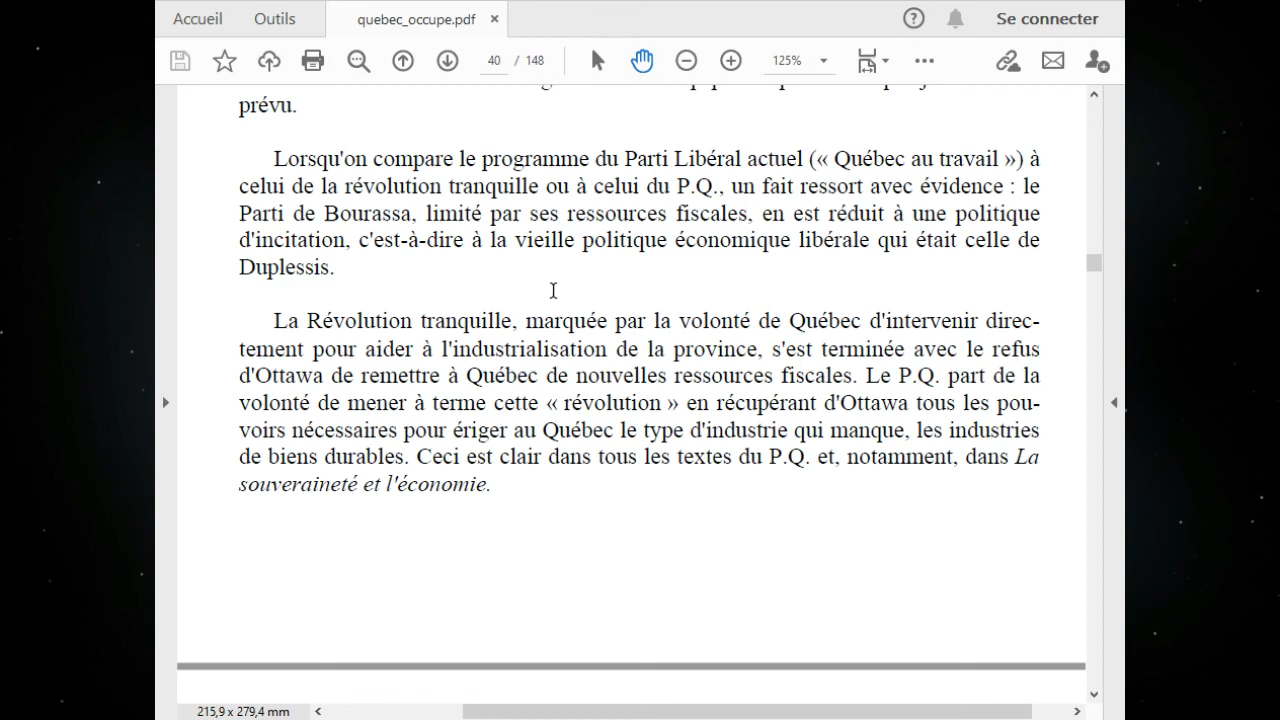 Accueil Outils quebec_occupe.pdf × ? Se connecter
40 / 148 125%
prévu.
Lorsqu'on compare le programme du Parti Libéral actuel (« Québec au travail ») à
celui de la révolution tranquille ou à celui du P.Q., un fait ressort avec évidence : le
Parti de Bourassa, limité par ses ressources fiscales, en est réduit à une politique
d'incitation, c'est-à-dire à la vieille politique économique libérale qui était celle de
Duplessis.
La Révolution tranquille, marquée par la volonté de Québec d'intervenir direc-
tement pour aider à l'industrialisation de la province, s'est terminée avec le refus
d'Ottawa de remettre à Québec de nouvelles ressources fiscales. Le P.Q. part de la
volonté de mener à terme cette « révolution » en récupérant d'Ottawa tous les pou-
voirs nécessaires pour ériger au Québec le type d'industrie qui manque, les industries
de biens durables. Ceci est clair dans tous les textes du P.Q. et, notamment, dans La
souveraineté et l'économie.
215,9 x 279,4 mm